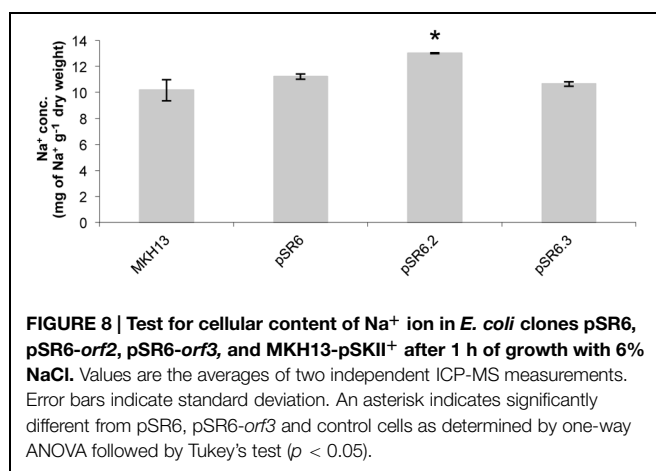 *
14
12
10
8
6
4
2
0
Na⁺ conc.
(mg of Na⁺ g⁻¹ dry weight)
MKH13
pSR6
pSR6.2
pSR6.3
FIGURE 8 | Test for cellular content of Na⁺ ion in E. coli clones pSR6,
pSR6-orf2, pSR6-orf3, and MKH13-pSKII⁺ after 1 h of growth with 6%
NaCl. Values are the averages of two independent ICP-MS measurements.
Error bars indicate standard deviation. An asterisk indicates significantly
different from pSR6, pSR6-orf3 and control cells as determined by one-way
ANOVA followed by Tukey's test (p < 0.05).